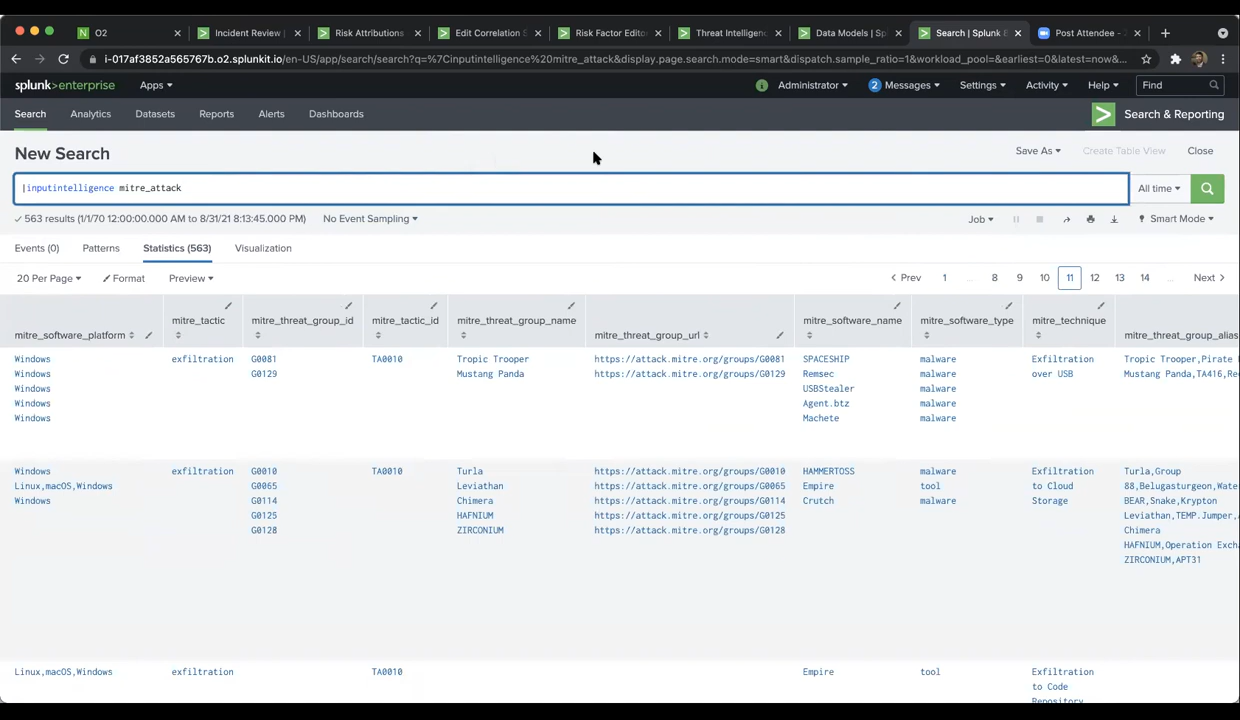 O2
Incident Review |
Risk Attributions
Edit Correlation S
Risk Factor Editor
Threat Intelligenc
Data Models | Spl
Search | Splunk 8
Post Attendee -
i-017af3852a565767b.o2.splunkit.io/en-US/app/search/search?q=%7Cinputintelligence%20mitre_attack&display.page.search.mode=smart&dispatch.sample_ratio=1&workload_pool=&earliest=0&latest=now&...
splunk>enterprise Apps
Administrator 2 Messages Settings Activity Help Find
Search Analytics Datasets Reports Alerts Dashboards
Search & Reporting
New Search
Save As Create Table View Close
|inputintelligence mitre_attack
All time
✓ 563 results (1/1/70 12:00:00.000 AM to 8/31/21 8:13:45.000 PM) No Event Sampling
Job Smart Mode
Events (0) Patterns Statistics (563) Visualization
20 Per Page Format Preview
< Prev 1 ... 8 9 10 11 12 13 14 ... Next >
mitre_software_platform mitre_tactic mitre_threat_group_id mitre_tactic_id mitre_threat_group_name mitre_threat_group_url mitre_software_name mitre_software_type mitre_technique mitre_threat_group_alias
Windows exfiltration G0081 TA0010 Tropic Trooper https://attack.mitre.org/groups/G0081 SPACESHIP malware Exfiltration Tropic Trooper,Pirate
Windows G0129 Mustang Panda https://attack.mitre.org/groups/G0129 Remsec malware over USB Mustang Panda,TA416,Re
Windows USBStealer malware
Windows Agent.btz malware
Windows Machete malware
Windows exfiltration G0010 TA0010 Turla https://attack.mitre.org/groups/G0010 HAMMERTOSS malware Exfiltration Turla,Group
Linux,macOS,Windows G0065 Leviathan https://attack.mitre.org/groups/G0065 Empire tool to Cloud 88,Belugasturgeon,Wate
Windows G0114 Chimera https://attack.mitre.org/groups/G0114 Crutch malware Storage BEAR,Snake,Krypton
G0125 HAFNIUM https://attack.mitre.org/groups/G0125 Leviathan,TEMP.Jumper,
G0128 ZIRCONIUM https://attack.mitre.org/groups/G0128 Chimera
HAFNIUM,Operation Exch
ZIRCONIUM,APT31
Linux,macOS,Windows exfiltration TA0010 Empire tool Exfiltration
to Code
Repository